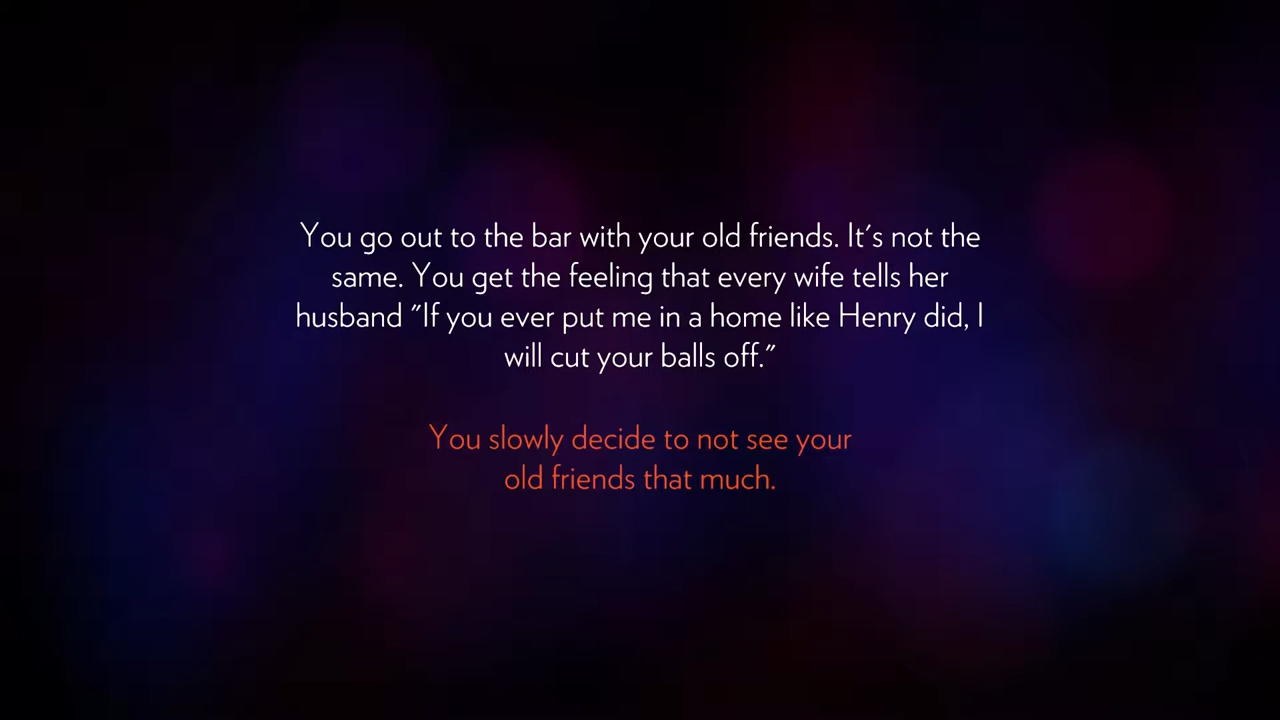 You go out to the bar with your old friends. It's not the
same. You get the feeling that every wife tells her
husband "If you ever put me in a home like Henry did, I
will cut your balls off."
You slowly decide to not see your
old friends that much.